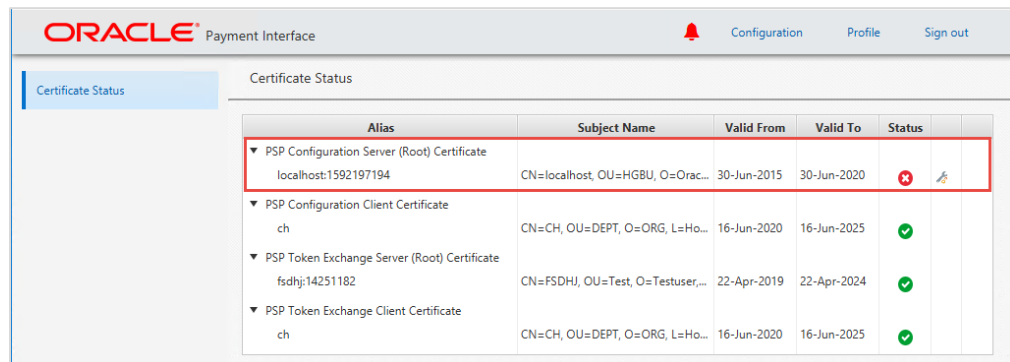 ORACLE Payment Interface
Configuration Profile Sign out
Certificate Status
Certificate Status
Alias Subject Name Valid From Valid To Status
PSP Configuration Server (Root) Certificate
localhost:1592197194 CN=localhost, OU=HGBU, O=Orac... 30-Jun-2015 30-Jun-2020
PSP Configuration Client Certificate
ch CN=CH, OU=DEPT, O=ORG, L=Ho... 16-Jun-2020 16-Jun-2025
PSP Token Exchange Server (Root) Certificate
fsdhj:14251182 CN=FSDHJ, OU=Test, O=Testuser,... 22-Apr-2019 22-Apr-2024
PSP Token Exchange Client Certificate
ch CN=CH, OU=DEPT, O=ORG, L=Ho... 16-Jun-2020 16-Jun-2025